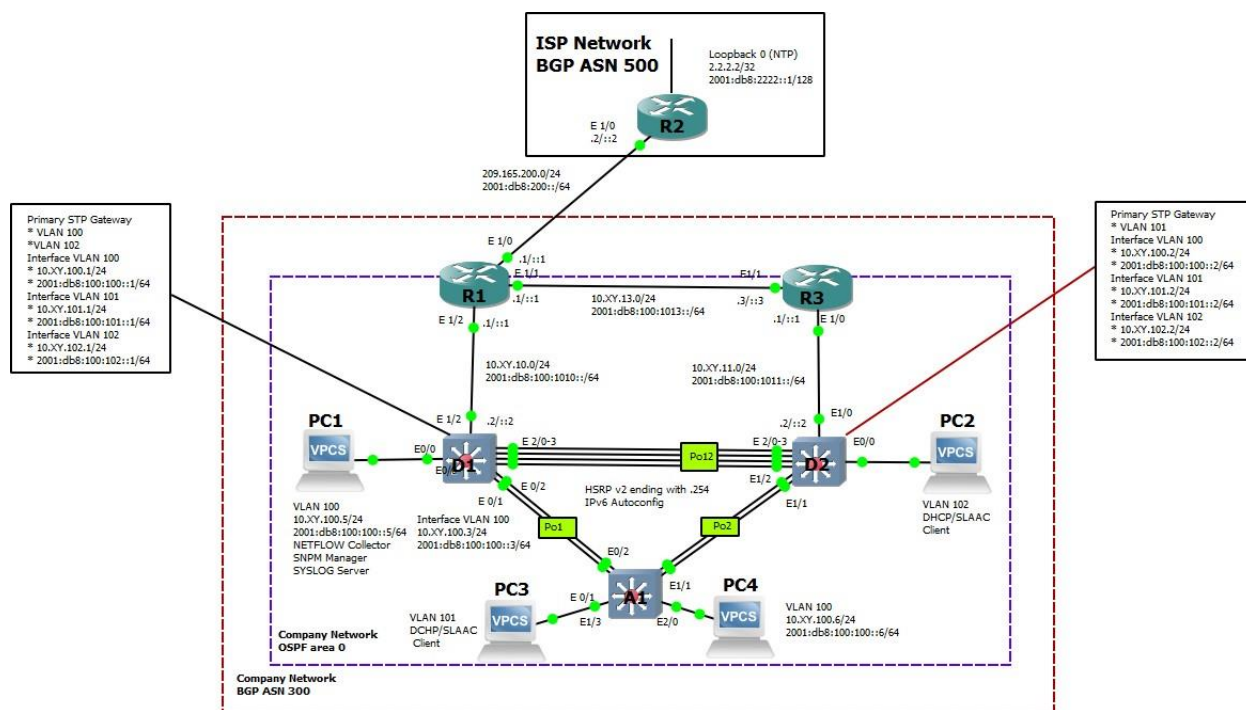 ISP Network
BGP ASN 500
Loopback 0 (NTP)
2.2.2.2/32
2001:db8:2222::1/128
R2
E 1/0
.2/::2
209.165.200.0/24
2001:db8:200::/64
Primary STP Gateway
* VLAN 100
*VLAN 102
Interface VLAN 100
* 10.XY.100.1/24
* 2001:db8:100:100::1/64
Interface VLAN 101
* 10.XY.101.1/24
* 2001:db8:100:101::1/64
Interface VLAN 102
* 10.XY.102.1/24
* 2001:db8:100:102::1/64
Primary STP Gateway
* VLAN 101
Interface VLAN 100
* 10.XY.100.2/24
* 2001:db8:100:100::2/64
Interface VLAN 101
* 10.XY.101.2/24
* 2001:db8:100:101::2/64
Interface VLAN 102
* 10.XY.102.2/24
* 2001:db8:100:102::2/64
E 1/0
.1/::1
E 1/1
R1
.1/::1
E 1/2
.1/::1
10.XY.13.0/24
2001:db8:100:1013::/64
E1/1
.3/::3
R3
.1/::1
E 1/0
10.XY.10.0/24
2001:db8:100:1010::/64
10.XY.11.0/24
2001:db8:100:1011::/64
PC1
VPCS
E0/0
E 1/2
.2/::2
D1
E 2/0-3
Po12
E 2/0-3
.2/::2
E1/0
D2
E0/0
PC2
VPCS
E 0/2
E 0/1
HSRP v2 ending with .254
IPv6 Autoconfig
E1/2
E1/1
VLAN 100
10.XY.100.5/24
2001:db8:100:100::5/64
NETFLOW Collector
SNPM Manager
SYSLOG Server
Interface VLAN 100
10.XY.100.3/24
2001:db8:100:100::3/64
Po1
Po2
VLAN 102
DHCP/SLAAC
Client
E0/2
E 0/1
A1
E1/1
E1/3
E2/0
PC3
VPCS
VLAN 101
DCHP/SLAAC
Client
PC4
VPCS
VLAN 100
10.XY.100.6/24
2001:db8:100:100::6/64
Company Network
OSPF area 0
Company Network
BGP ASN 300